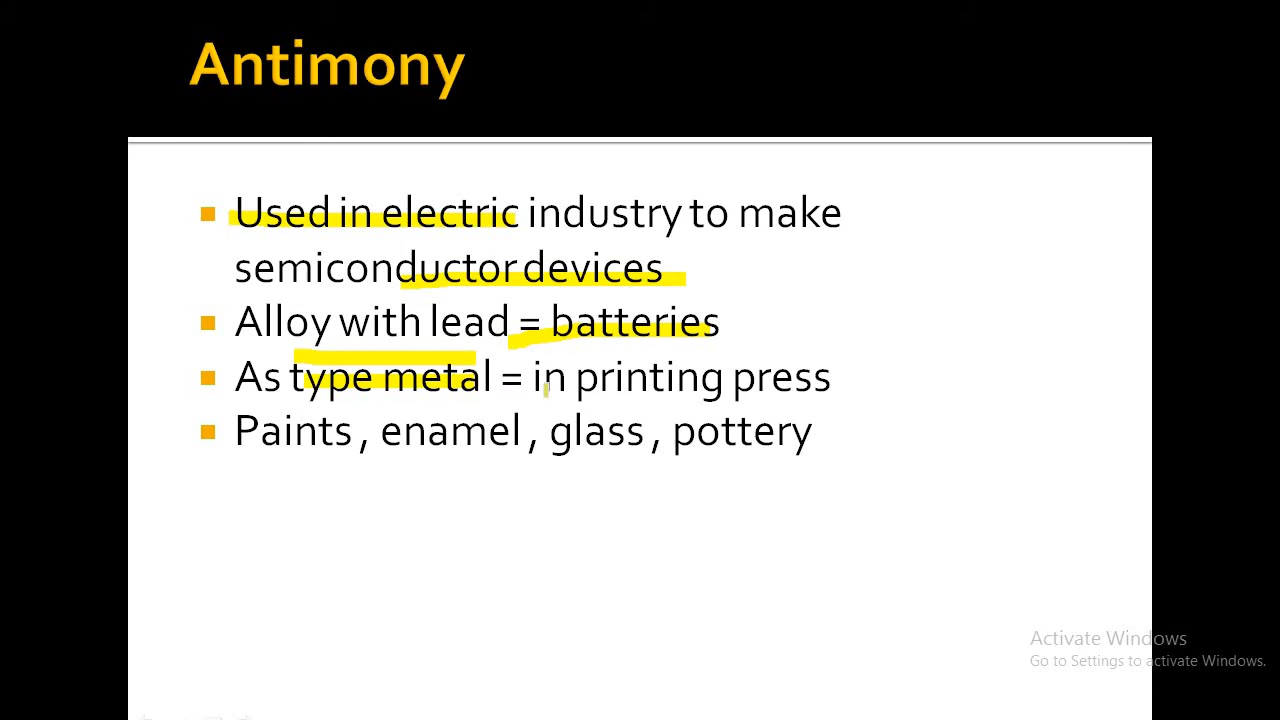 Antimony
Used in electric industry to make
semiconductor devices
Alloy with lead = batteries
As type metal = in printing press
Paints , enamel , glass , pottery
Activate Windows
Go to Settings to activate Windows.